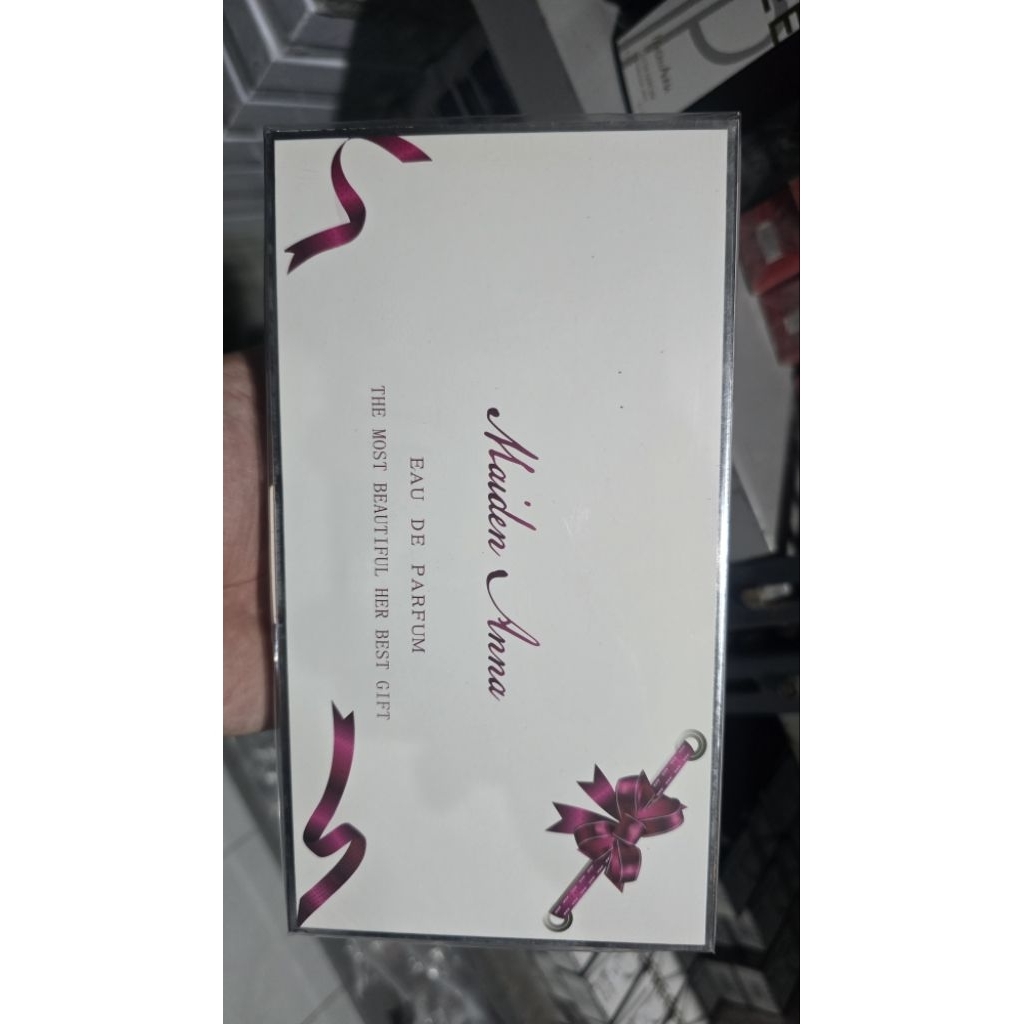 Maiden Anna
EAU DE PARFUM
THE MOST BEAUTIFUL HER BEST GIFT